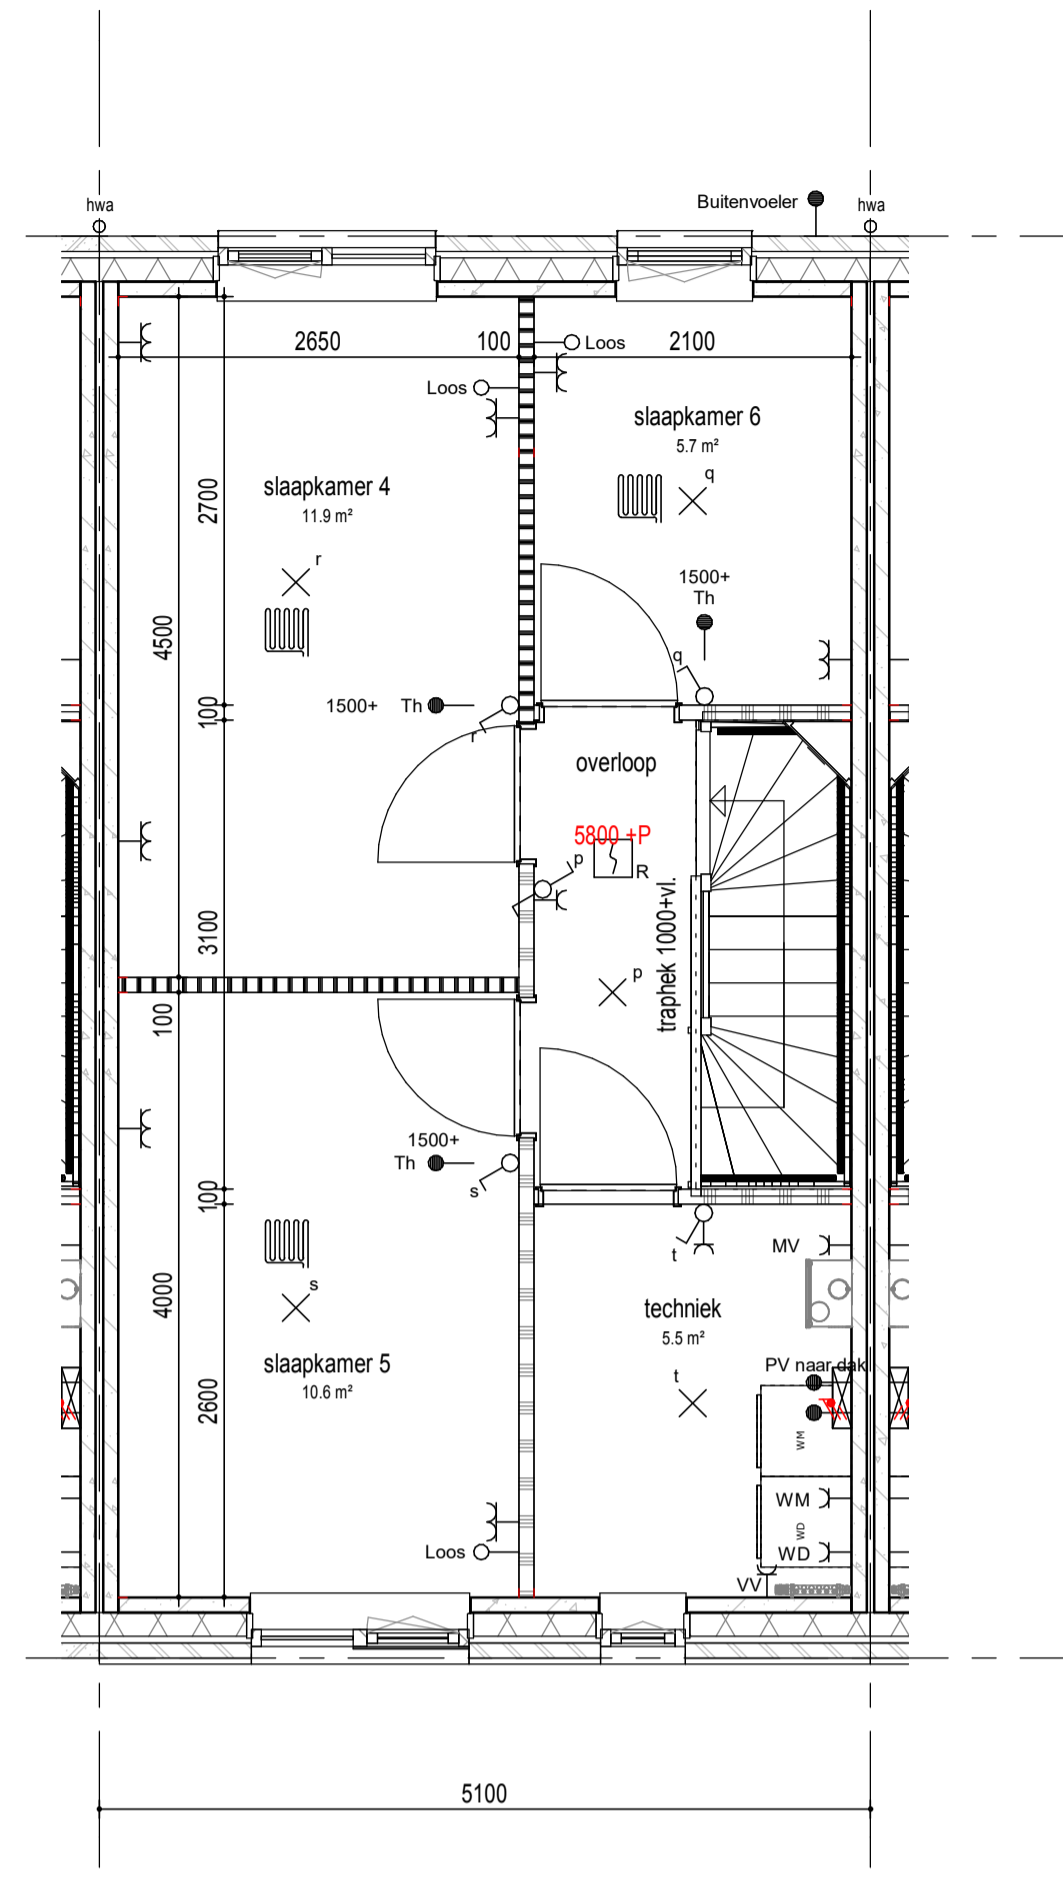 Buitenvoeler
hwa
hwa
2650
100
2100
Loos
Loos
slaapkamer 6
5.7 m²
q
slaapkamer 4
11.9 m²
2700
r
1500+
Th
4500
q
1500+ Th
100
r
overloop
5800 +P
p
R
traphek 1000+vl.
3100
p
100
1500+
Th
s
100
t
MV
4000
s
techniek
5.5 m²
slaapkamer 5
10.6 m²
PV naar dak
t
2600
WM
WM
WD
WD
Loos
VV
5100